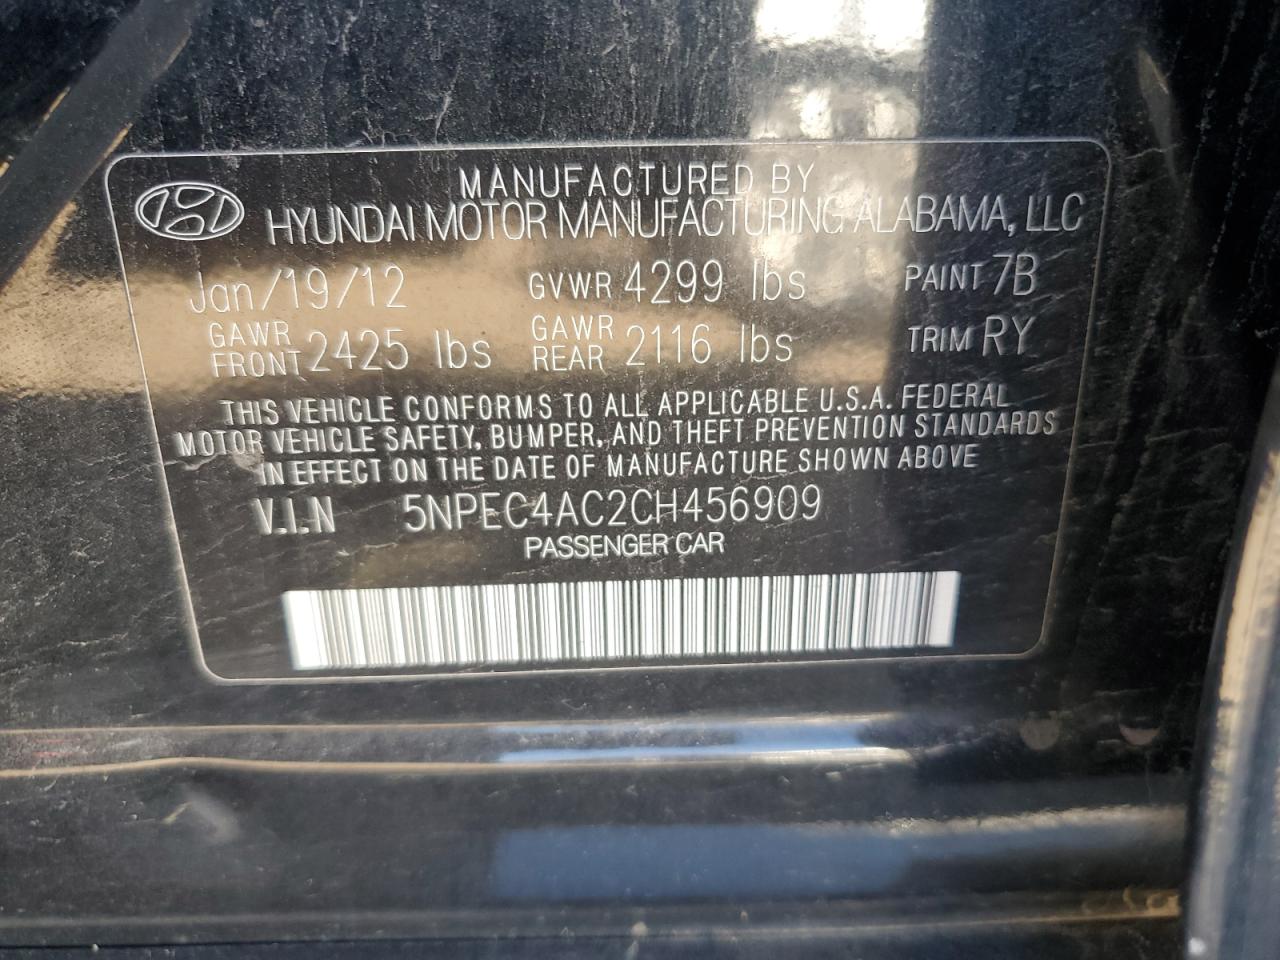 MANUFACTURED BY
HYUNDAI MOTOR MANUFACTURING ALABAMA, LLC
Jan/19/12 GVWR 4299 lbs PAINT 7B
GAWR FRONT 2425 lbs GAWR REAR 2116 lbs TRIM RY
THIS VEHICLE CONFORMS TO ALL APPLICABLE U.S.A. FEDERAL
MOTOR VEHICLE SAFETY, BUMPER, AND THEFT PREVENTION STANDARDS
IN EFFECT ON THE DATE OF MANUFACTURE SHOWN ABOVE
V.I.N 5NPEC4AC2CH456909
PASSENGER CAR